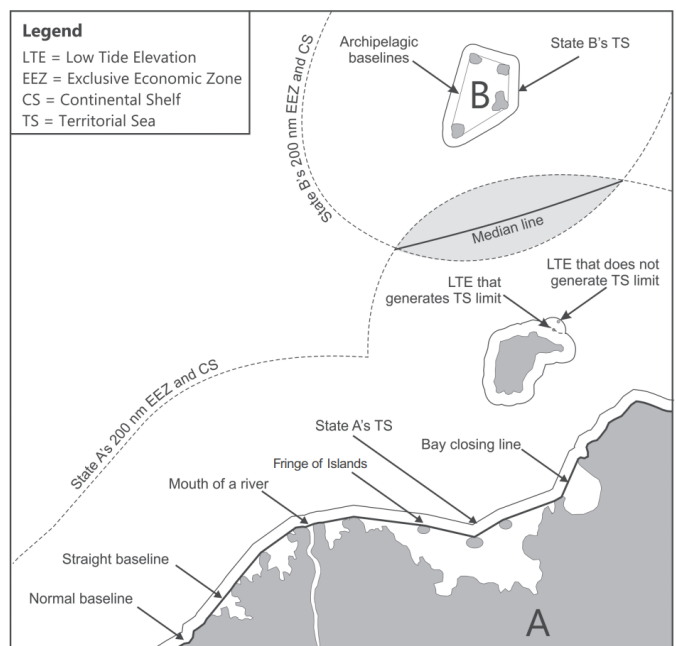 Legend
LTE = Low Tide Elevation
EEZ = Exclusive Economic Zone
CS = Continental Shelf
TS = Territorial Sea
Archipelagic
baselines
State B's TS
B
State B's 200 nm EEZ and CS
Median line
LTE that does not
generate TS limit
LTE that
generates TS limit
State A's 200 nm EEZ and CS
State A's TS
Bay closing line
Fringe of Islands
Mouth of a river
Straight baseline
Normal baseline
A